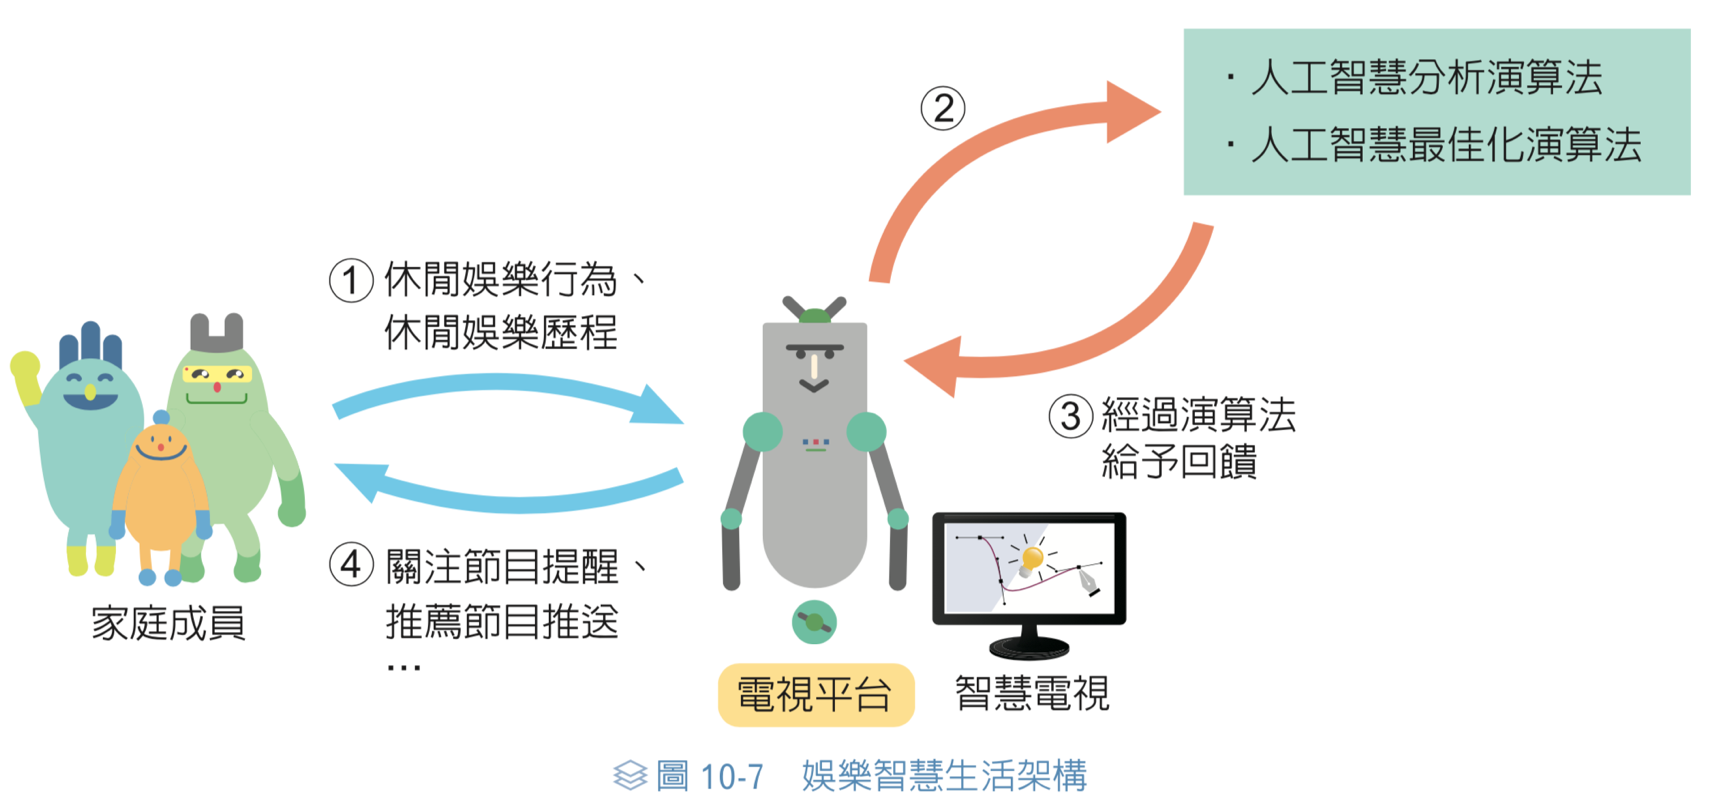 ②
・人工智慧分析演算法
・人工智慧最佳化演算法
①休閒娛樂行為、
休閒娛樂歷程
③經過演算法
給予回饋
④關注節目提醒、
推薦節目推送
…
家庭成員
電視平台
智慧電視
圖 10-7 娛樂智慧生活架構